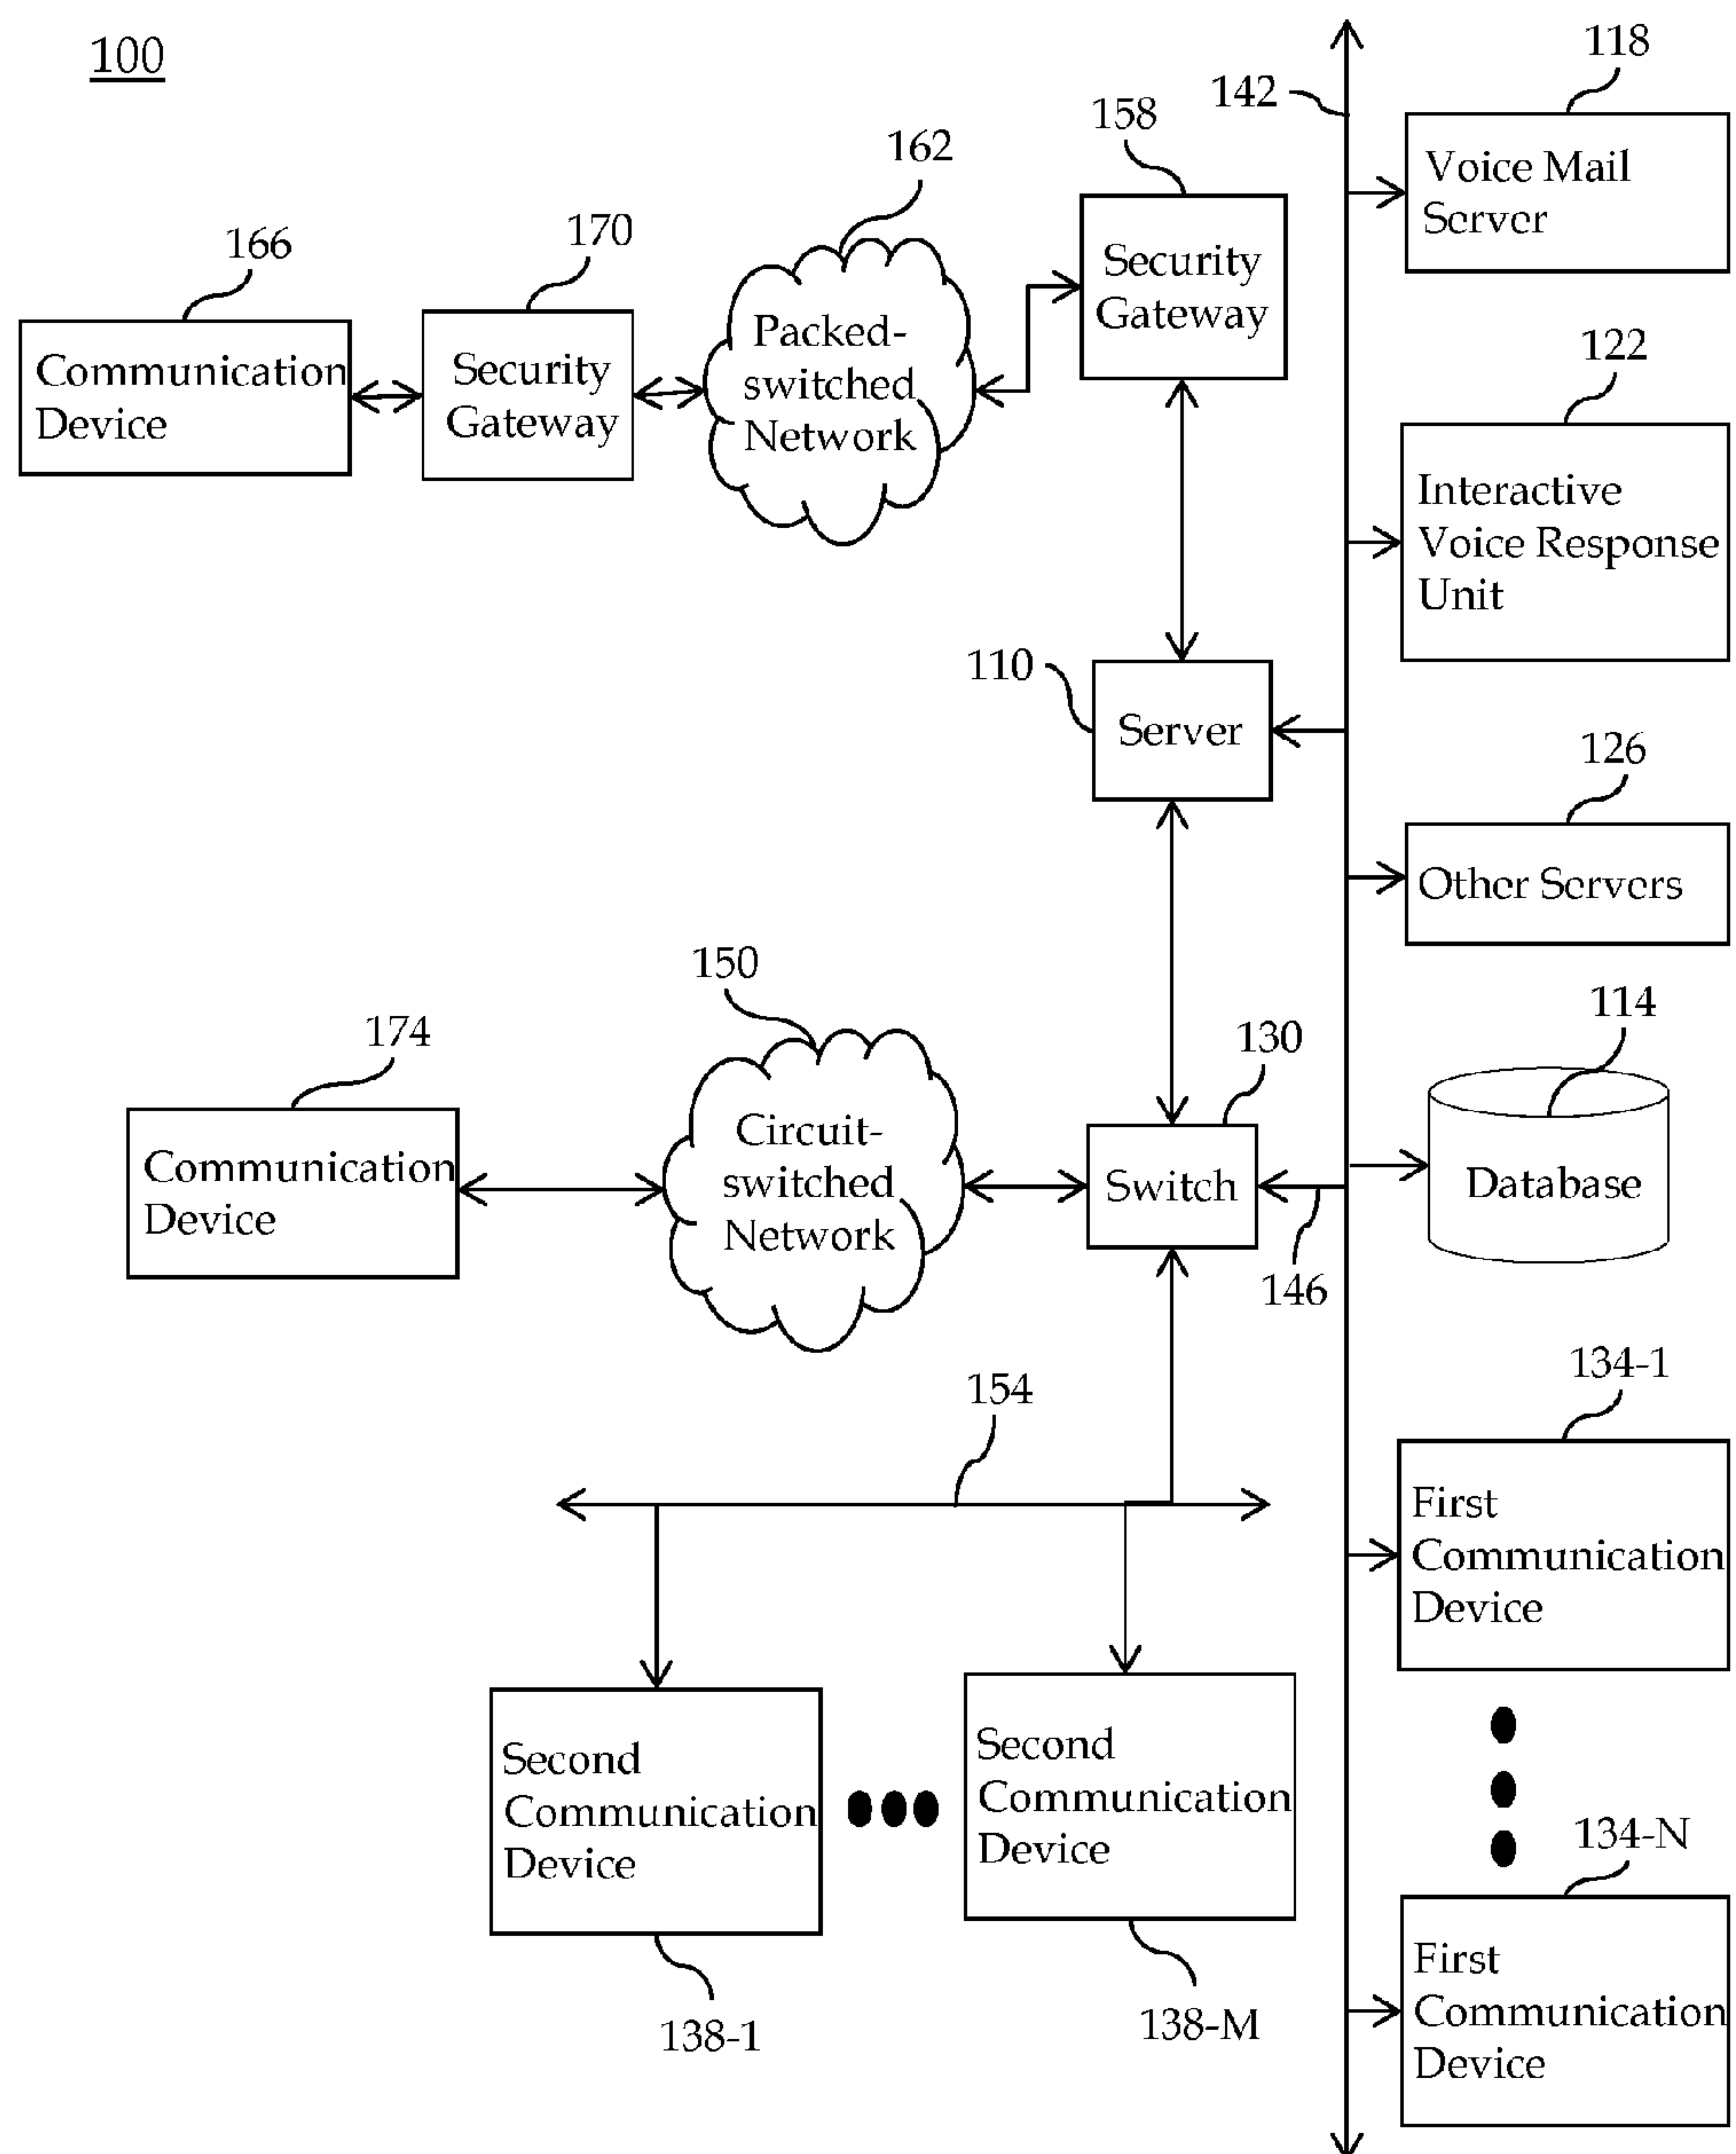 100
118
142
158
162
Voice Mail
Server
170
166
Security
Gateway
Packed-
switched
Network
122
Communication
Device
Security
Gateway
Interactive
Voice Response
Unit
110
Server
126
Other Servers
150
114
174
130
Circuit-
switched
Network
Communication
Device
Switch
Database
146
134-1
154
First
Communication
Device
Second
Communication
Device
Second
Communication
Device
134-N
138-1
138-M
First
Communication
Device